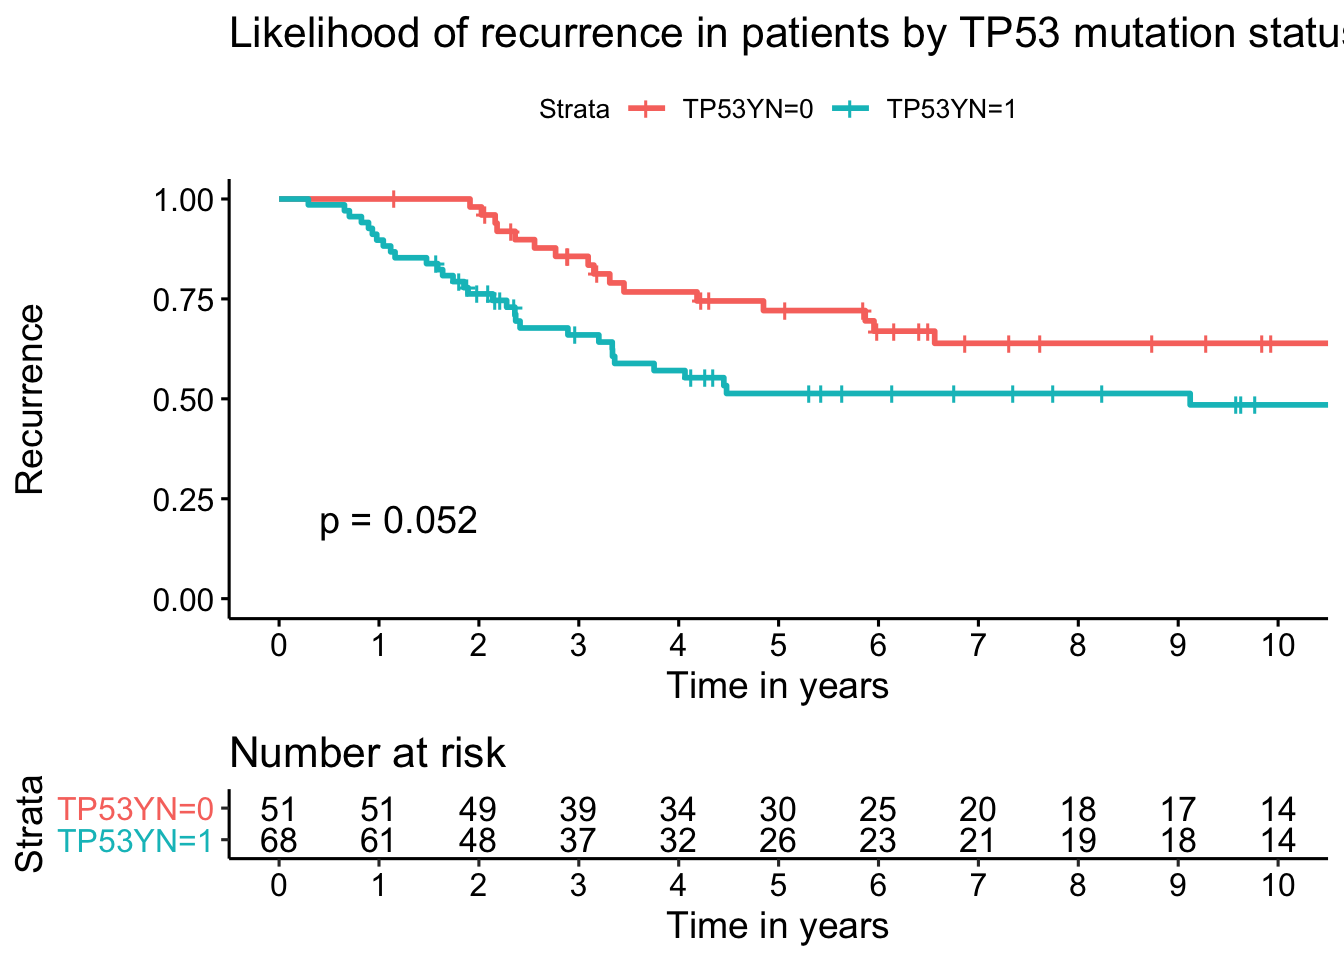 Likelihood of recurrence in patients by TP53 mutation status
Strata TP53YN=0 TP53YN=1
Recurrence
1.00
0.75
0.50
0.25
0.00
p = 0.052
0 1 2 3 4 5 6 7 8 9 10
Time in years
Number at risk
Strata
TP53YN=0 51 51 49 39 34 30 25 20 18 17 14
TP53YN=1 68 61 48 37 32 26 23 21 19 18 14
0 1 2 3 4 5 6 7 8 9 10
Time in years